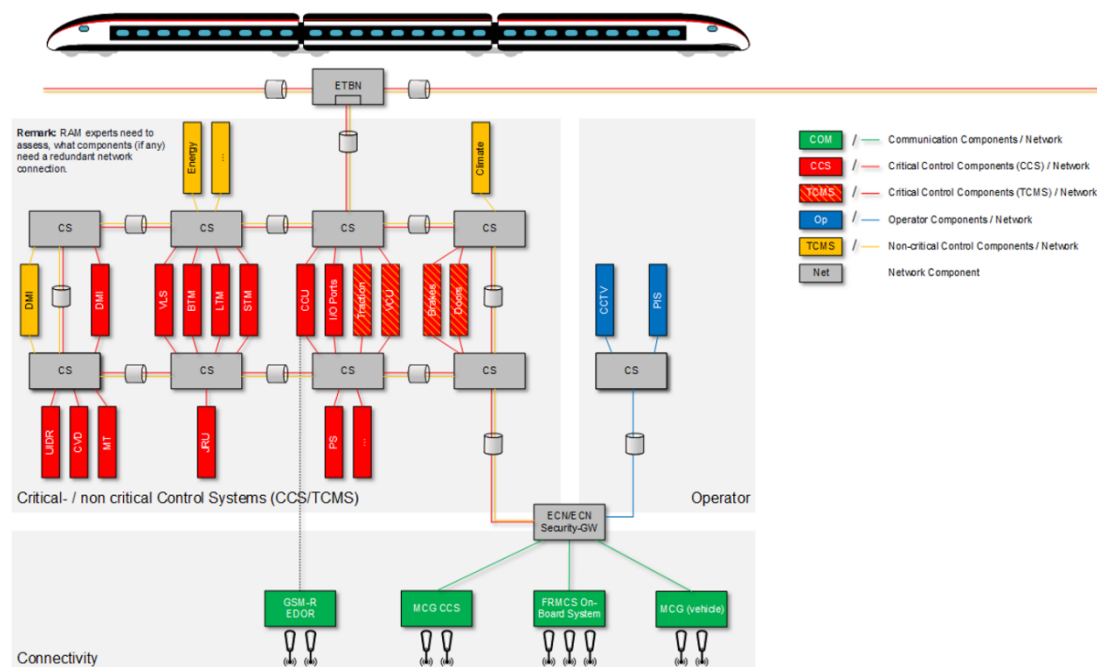 ETBN
Remark: RAM experts need to
assess, what components (if any)
need a redundant network
connection.
Energy
...
Climate
CS
CS
CS
CS
DMI
DMI
VLS
BTM
LTM
STM
CCU
I/O Ports
Traction
VCU
Brakes
Doors
CS
CS
CS
CS
UIDR
CVD
MT
JRU
PS
...
Critical- / non critical Control Systems (CCS/TCMS)
CCTV
PIS
CS
Operator
ECN/ECN
Security-GW
GSM-R
EDOR
MCG CCS
FRMCS On-
Board System
MCG (vehicle)
Connectivity
COM / Communication Components / Network
CCS / Critical Control Components (CCS) / Network
TCMS / Critical Control Components (TCMS) / Network
Op / Operator Components / Network
TCMS / Non-critical Control Components / Network
Net Network Component